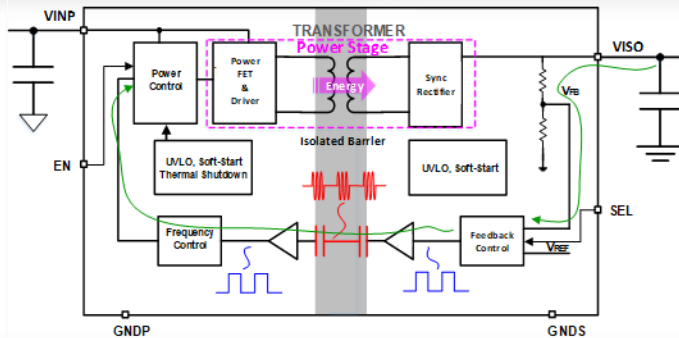 VINP
TRANSFORMER
Power Stage
VISO
Power
Control
Power
FET
&
Driver
Energy
Sync
Rectifier
VFB
Isolated Barrier
EN
UVLO, Soft-Start
Thermal Shutdown
UVLO, Soft-Start
SEL
Frequency
Control
Feedback
Control
VREF
GNDP
GNDS